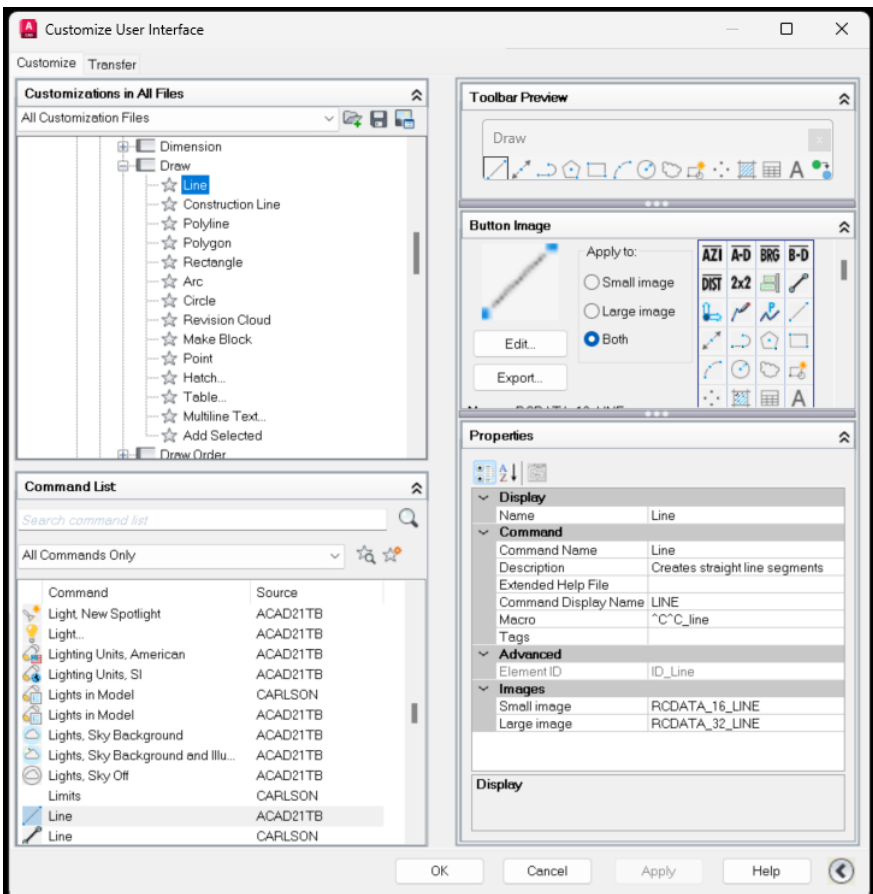 Customize User Interface
Customize Transfer
Customizations in All Files
All Customization Files
Dimension
Draw
Line
Construction Line
Polyline
Polygon
Rectangle
Arc
Circle
Revision Cloud
Make Block
Point
Hatch...
Table...
Multiline Text...
Add Selected
Draw Order
Command List
Search command list
All Commands Only
Command Source
Light, New Spotlight ACAD21TB
Light... ACAD21TB
Lighting Units, American ACAD21TB
Lighting Units, SI ACAD21TB
Lights in Model CARLSON
Lights in Model ACAD21TB
Lights, Sky Background ACAD21TB
Lights, Sky Background and Illu... ACAD21TB
Lights, Sky Off ACAD21TB
Limits CARLSON
Line ACAD21TB
Line CARLSON
Toolbar Preview
Draw x
A
Button Image
Apply to:
Small image
Large image
Both
Edit...
Export...
AZI A-D BRG B-D
DIST 2x2
A
Properties
Display
Name Line
Command
Command Name Line
Description Creates straight line segments
Extended Help File
Command Display Name LINE
Macro ^C^C_line
Tags
Advanced
Element ID ID_Line
Images
Small image RCDATA_16_LINE
Large image RCDATA_32_LINE
Display
OK Cancel Apply Help